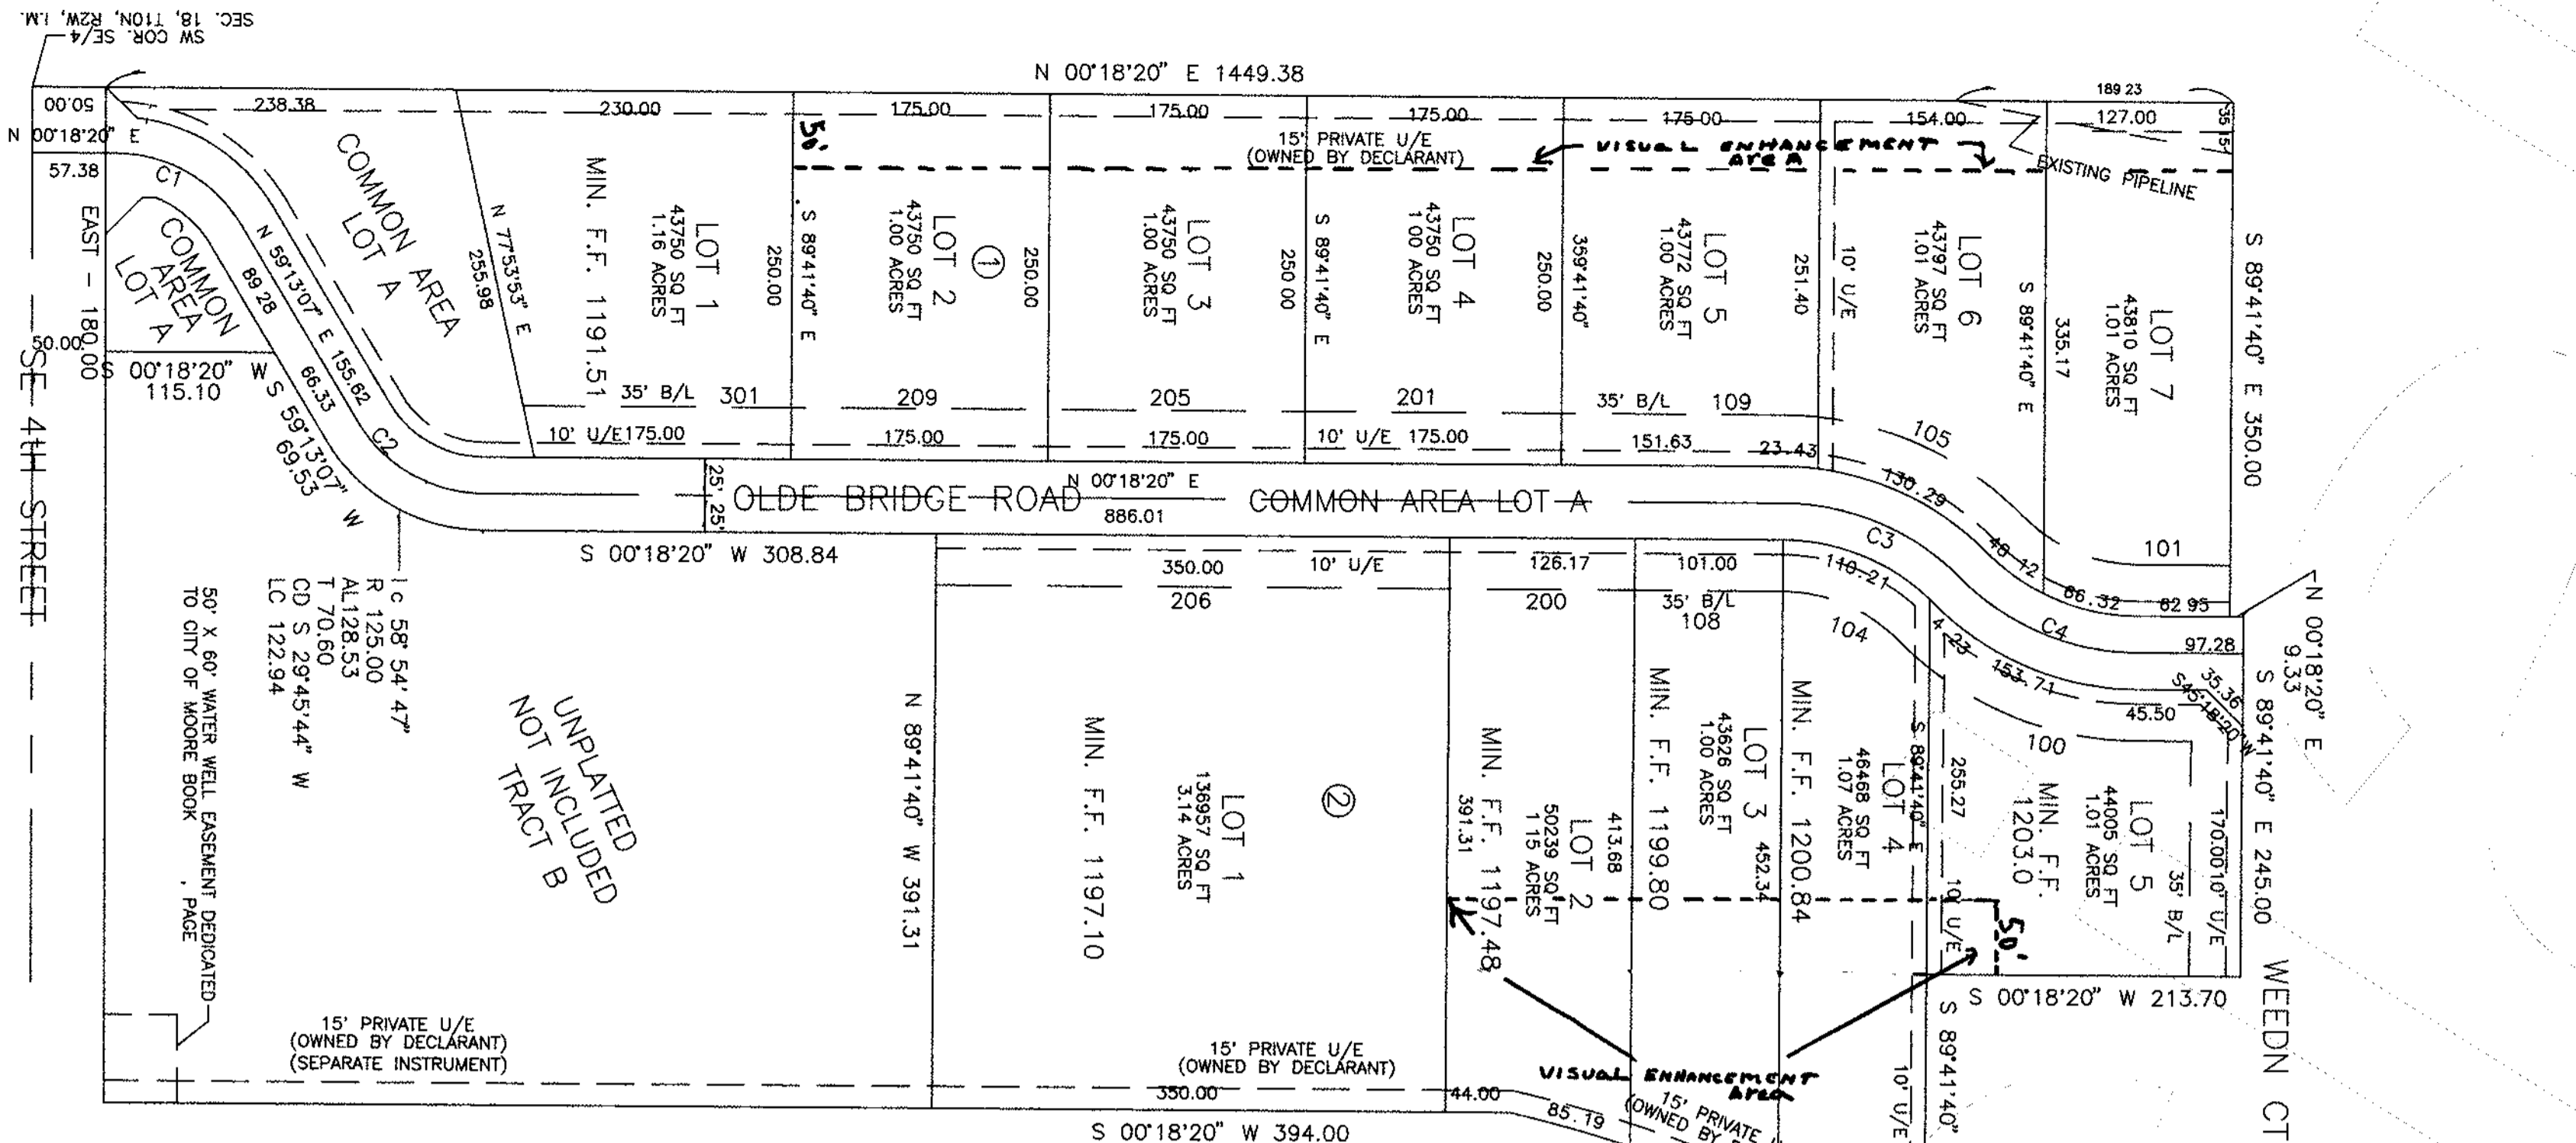 SW COR. SE/4
SEC. 18, T10N, R2W, I.M.
N 00°18'20" E 1449.38
50.00
N 00°18'20" E
57.38
238.38
230.00
175.00
175.00
175.00
175.00
154.00
189 23
127.00
35.15
50'
15' PRIVATE U/E
(OWNED BY DECLARANT)
VISUAL ENHANCEMENT
AREA
EXISTING PIPELINE
C1
COMMON AREA
LOT A
COMMON
AREA
LOT A
EAST - 180.00
50.00
89 28
N 59°13'07" E 155.62
66.33
C2
S 00°18'20" W
115.10
S 59°13'07" W
69.53
N 77°53'53" E
255.98
MIN. F.F. 1191.51
LOT 1
43750 SQ FT
1.16 ACRES
250.00
S 89°41'40" E
LOT 2
43750 SQ FT
1.00 ACRES
1
250.00
LOT 3
43750 SQ FT
1.00 ACRES
250 00
S 89°41'40" E
LOT 4
43750 SQ FT
1.00 ACRES
250.00
359°41'40"
LOT 5
43772 SQ FT
1.00 ACRES
251.40
10' U/E
LOT 6
43797 SQ FT
1.01 ACRES
S 89°41'40" E
335.17
LOT 7
43810 SQ FT
1.01 ACRES
S 89°41'40" E 350.00
35' B/L 301
209
205
201
35' B/L 109
105
101
10' U/E 175.00
175.00
175.00
10' U/E 175.00
151.63
23.43
130.29
48 12
66.32
62 95
25' 25'
OLDE BRIDGE ROAD
N 00°18'20" E
886.01
COMMON AREA LOT A
C3
C4
97.28
N 00°18'20" E
9.33
SE 4TH STREET
S 00°18'20" W 308.84
50' X 60' WATER WELL EASEMENT DEDICATED
TO CITY OF MOORE BOOK , PAGE
58° 54' 47"
R 125.00
AL128.53
T 70.60
CD S 29°45'44" W
LC 122.94
UNPLATTED
NOT INCLUDED
TRACT B
350.00
10' U/E
206
126.17
200
101.00
35' B/L
108
110.21
104
4 23
153.71
45.50
35.36
S45°18'20"W
100
N 89°41'40" W 391.31
MIN. F.F. 1197.10
LOT 1
136957 SQ FT
3.14 ACRES
2
391.31
MIN. F.F. 1197.48
LOT 2
50239 SQ FT
1 15 ACRES
413.68
MIN. F.F. 1199.80
LOT 3
43626 SQ FT
1.00 ACRES
452.34
MIN. F.F. 1200.84
LOT 4
46468 SQ FT
1.07 ACRES
S 89°41'40" E
255.27
10' U/E
MIN. F.F.
1203.0
LOT 5
44005 SQ FT
1.01 ACRES
35' B/L
170.00
10' U/E
S 89°41'40" E 245.00
50'
S 00°18'20" W 213.70
WEEDN CT
S 89°41'40"
10' U/E
VISUAL ENHANCEMENT
AREA
15' PRIVATE U/E
(OWNED BY DECLARANT)
(SEPARATE INSTRUMENT)
15' PRIVATE U/E
(OWNED BY DECLARANT)
350.00
44.00
85.19
15' PRIVATE
(OWNED BY
S 00°18'20" W 394.00